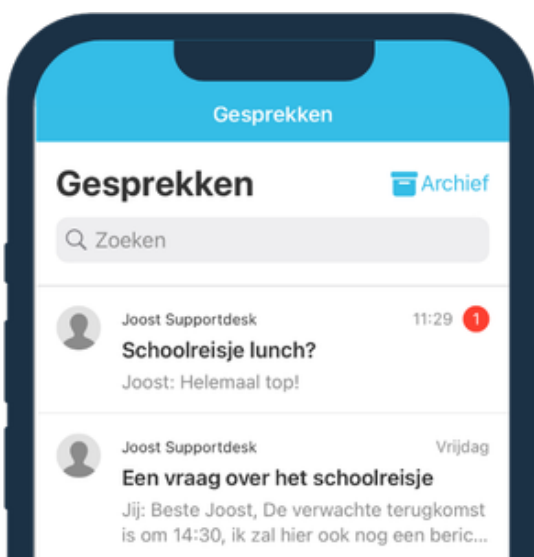 Gesprekken
Gesprekken
Archief
Zoeken
Joost Supportdesk
11:29
1
Schoolreisje lunch?
Joost: Helemaal top!
Joost Supportdesk
Vrijdag
Een vraag over het schoolreisje
Jij: Beste Joost, De verwachte terugkomst
is om 14:30, ik zal hier ook nog een beric...